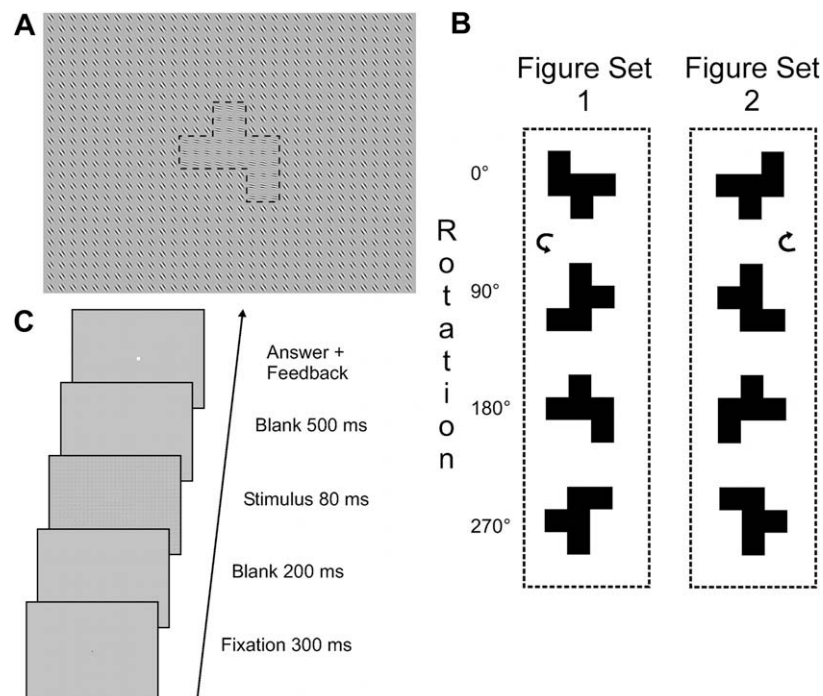 A
B
Figure Set
1
Figure Set
2
0°
90°
180°
270°
R
o
t
a
t
i
o
n
C
Answer +
Feedback
Blank 500 ms
Stimulus 80 ms
Blank 200 ms
Fixation 300 ms